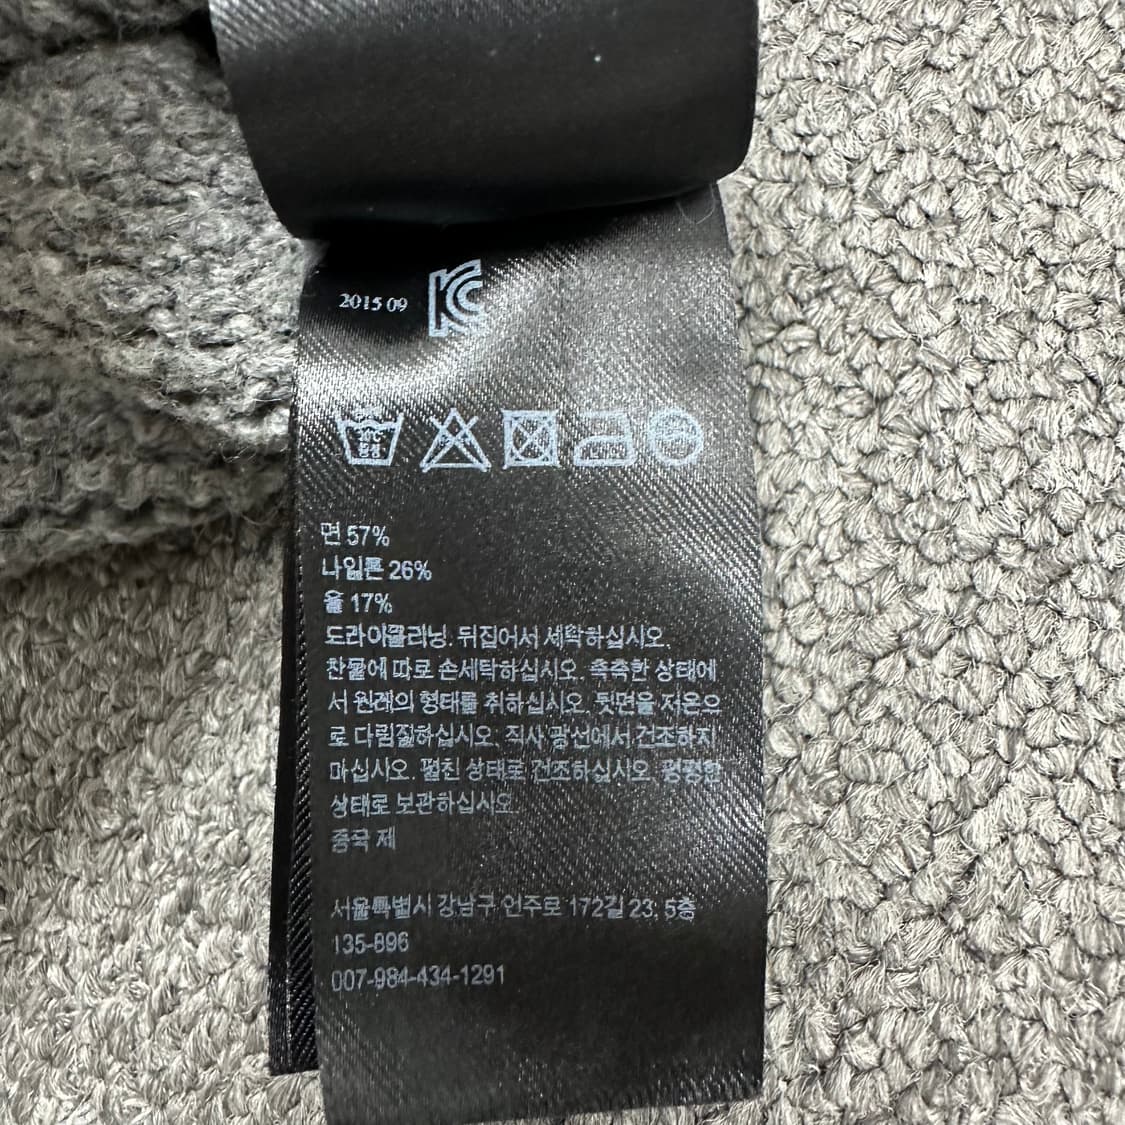 2015 09 KC
면 57%
나일론 26%
울 17%
드라이클리닝. 뒤집어서 세탁하십시오.
찬물에 따로 손세탁하십시오. 축축한 상태에
서 원래의 형태를 취하십시오. 뒷면을 저온으
로 다림질하십시오. 직사 광선에서 건조하지
마십시오. 펼친 상태로 건조하십시오. 평평한
상태로 보관하십시오
중국 제
서울특별시 강남구 언주로 172길 23, 5층
135-896
007-984-434-1291